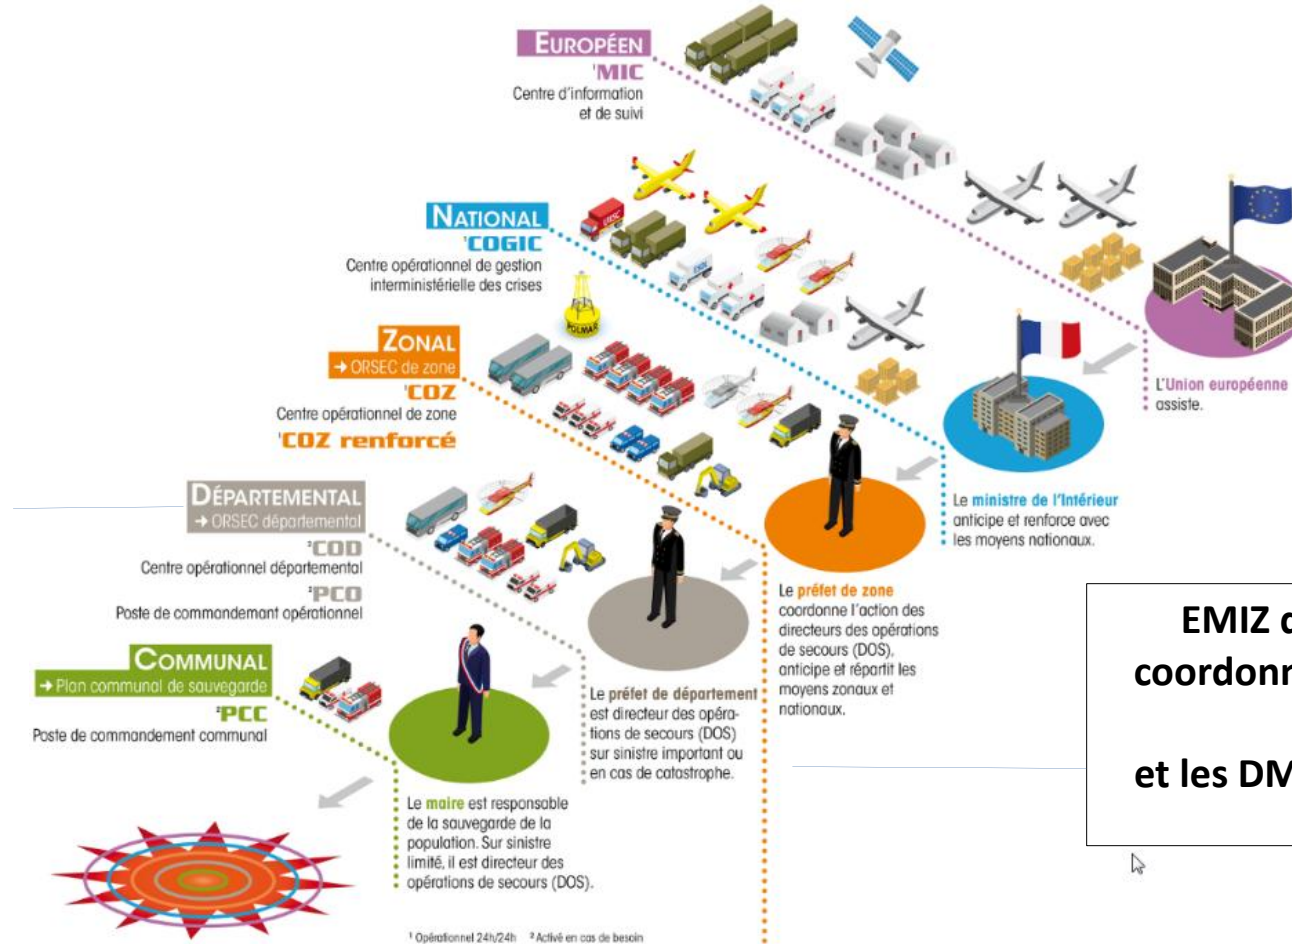 EUROPÉEN
¹MIC
Centre d'information
et de suivi
L'Union européenne
assiste.
NATIONAL
¹COGIC
Centre opérationnel de gestion
interministérielle des crises
POLMAR
Le ministre de l'Intérieur
anticipe et renforce avec
les moyens nationaux.
ZONAL
→ ORSEC de zone
¹COZ
Centre opérationnel de zone
¹COZ renforcé
Le préfet de zone
coordonne l'action des
directeurs des opérations
de secours (DOS),
anticipe et répartit les
moyens zonaux et
nationaux.
DÉPARTEMENTAL
→ ORSEC départemental
²COD
Centre opérationnel départemental
²PCO
Poste de commandemant opérationnel
Le préfet de département
est directeur des opéra-
tions de secours (DOS)
sur sinistre important ou
en cas de catastrophe.
COMMUNAL
→ Plan communal de sauvegarde
²PCC
Poste de commandement communal
Le maire est responsable
de la sauvegarde de la
population. Sur sinistre
limité, il est directeur des
opérations de secours (DOS).
EMIZ
coordonn
et les DM
¹ Opérationnel 24h/24h ² Activé en cas de besoin